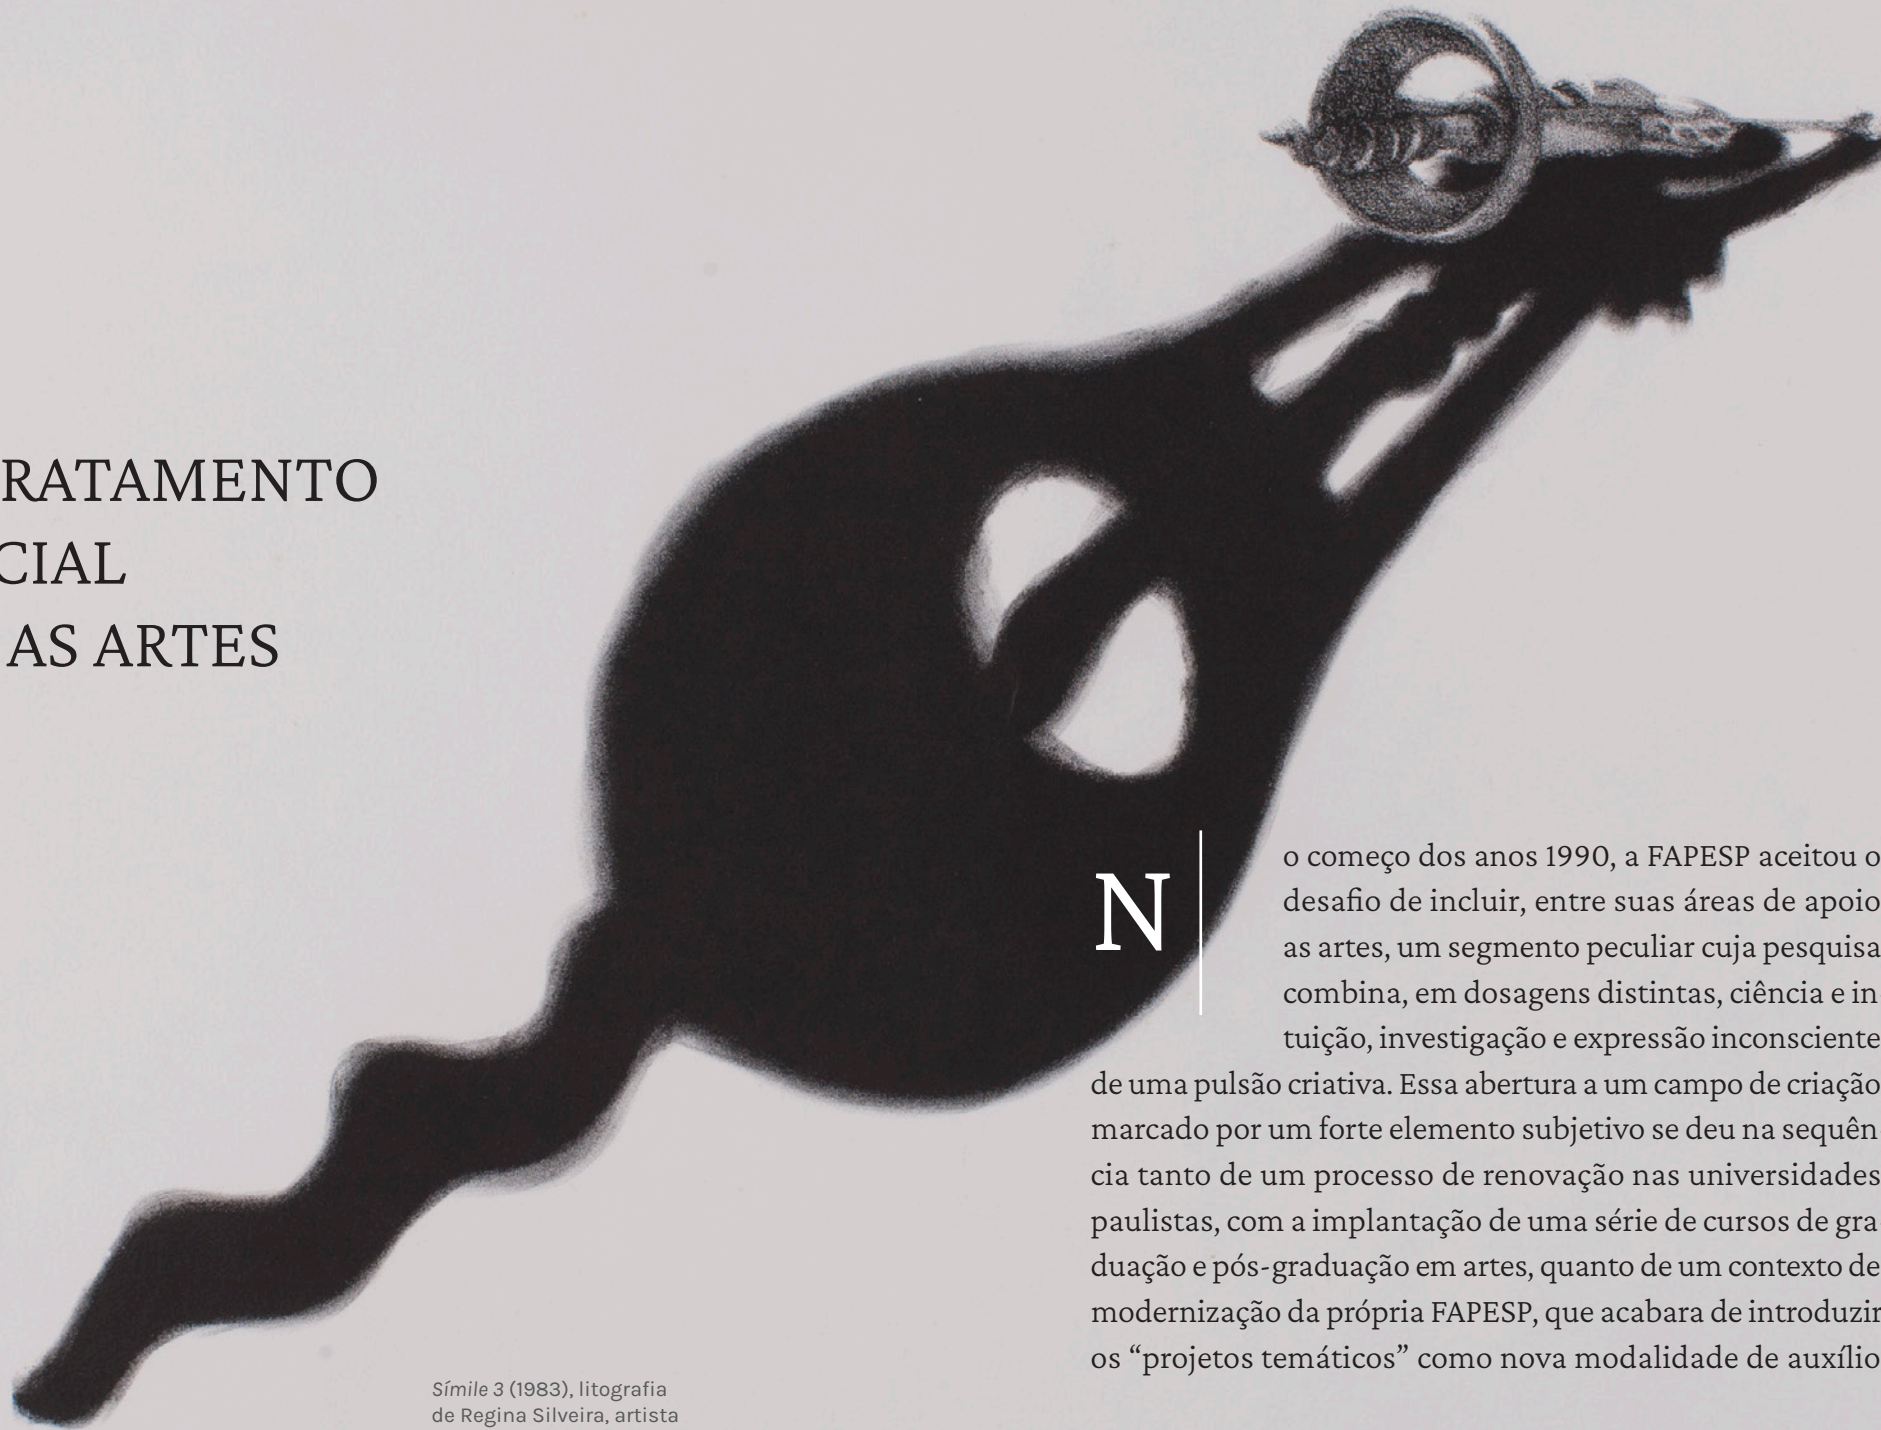 RATAMENTO
CIAL
AS ARTES
No começo dos anos 1990, a FAPESP aceitou o
desafio de incluir, entre suas áreas de apoio
as artes, um segmento peculiar cuja pesquisa
combina, em dosagens distintas, ciência e in-
tuição, investigação e expressão inconsciente
de uma pulsão criativa. Essa abertura a um campo de criação
marcado por um forte elemento subjetivo se deu na sequên-
cia tanto de um processo de renovação nas universidades
paulistas, com a implantação de uma série de cursos de gra-
duação e pós-graduação em artes, quanto de um contexto de
modernização da própria FAPESP, que acabara de introduzir
os “projetos temáticos” como nova modalidade de auxílio
Símile 3 (1983), litografia
de Regina Silveira, artista